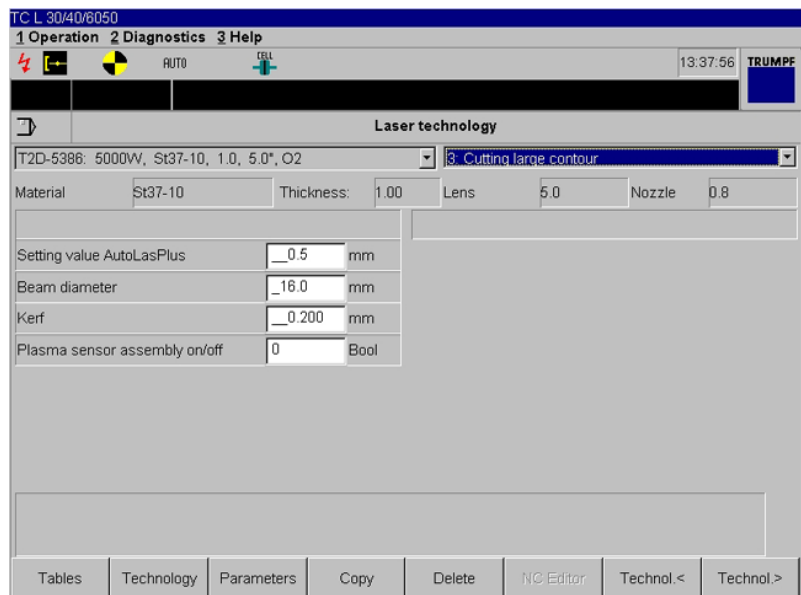 TC L 30/40/6050
1 Operation 2 Diagnostics 3 Help
AUTO CELL 13:37:56 TRUMPF
Laser technology
T2D-5386: 5000W, St37-10, 1.0, 5.0", O2 3: Cutting large contour
Material St37-10 Thickness: 1.00 Lens 5.0 Nozzle 0.8
Setting value AutoLasPlus __0.5 mm
Beam diameter _16.0 mm
Kerf __0.200 mm
Plasma sensor assembly on/off 0 Bool
Tables Technology Parameters Copy Delete NC Editor Technol.< Technol.>